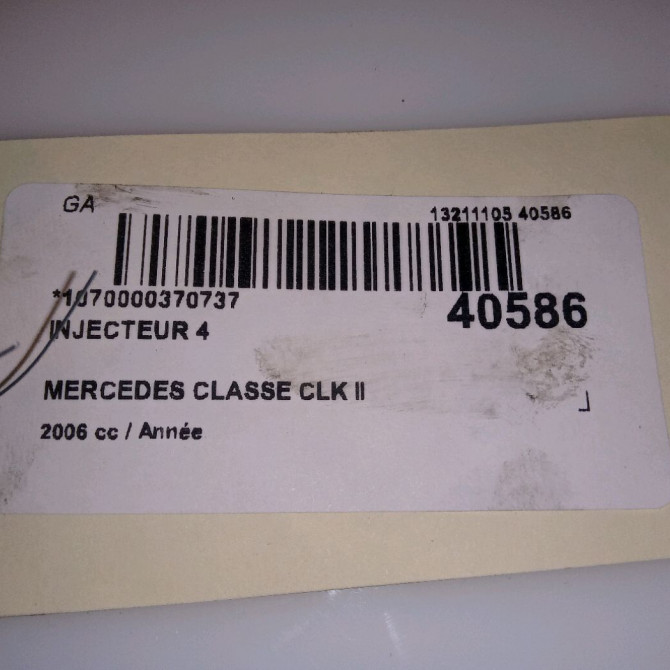 GA
13211105 40586
*1070000370737
40586
INJECTEUR 4
MERCEDES CLASSE CLK II
2006 cc / Année